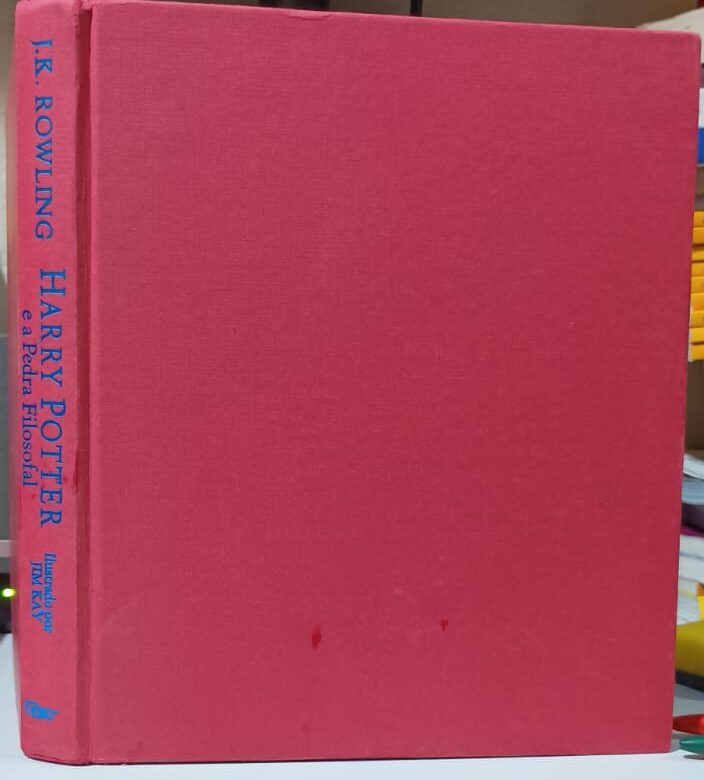 J.K. ROWLING
HARRY POTTER
e a Pedra Filosofal
Ilustrado por
JIM KAY